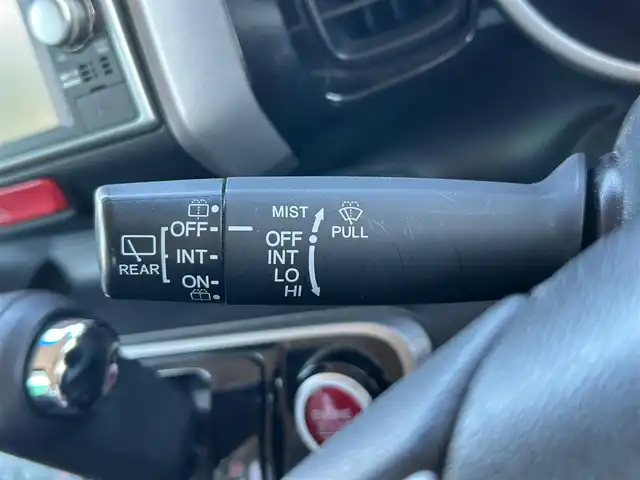 REAR
OFF
INT
ON
MIST
OFF
INT
LO
HI
PULL